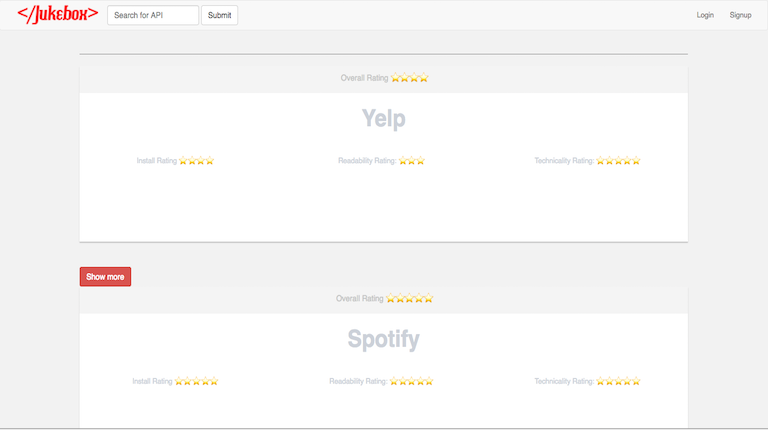 </Jukebox> Search for API Submit Login Signup
Overall Rating
Yelp
Install Rating Readability Rating: Technicality Rating:
Show more
Overall Rating
Spotify
Install Rating Readability Rating: Technicality Rating: